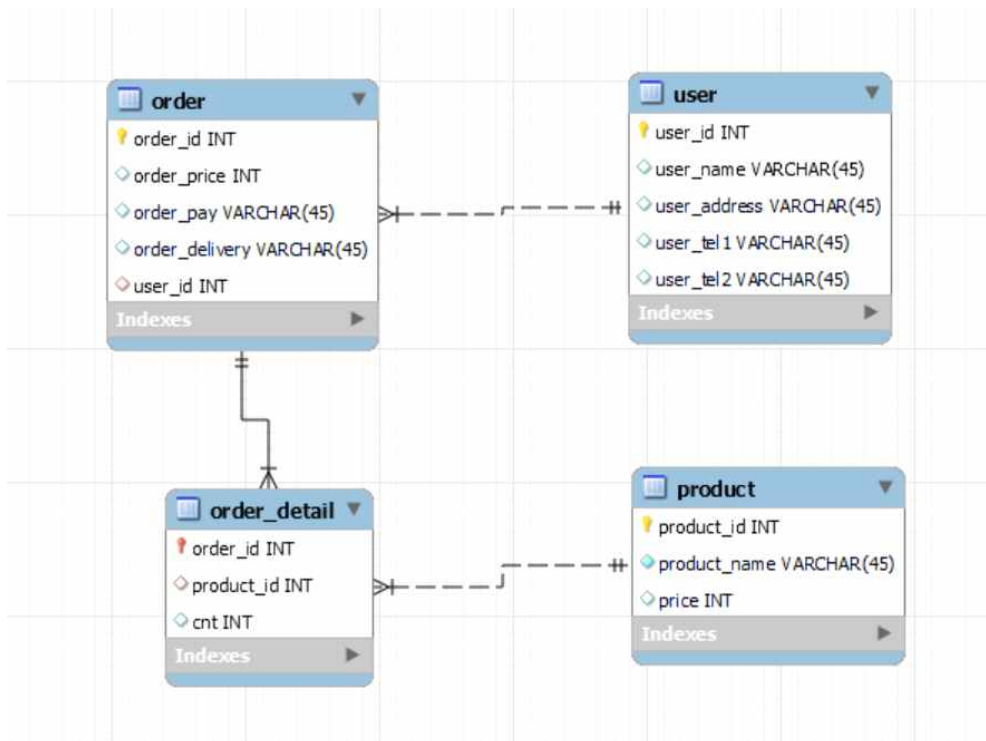 order
order_id INT
order_price INT
order_pay VARCHAR(45)
order_delivery VARCHAR(45)
user_id INT
Indexes
user
user_id INT
user_name VARCHAR(45)
user_address VARCHAR(45)
user_tel1 VARCHAR(45)
user_tel2 VARCHAR(45)
Indexes
order_detail
order_id INT
product_id INT
cnt INT
Indexes
product
product_id INT
product_name VARCHAR(45)
price INT
Indexes